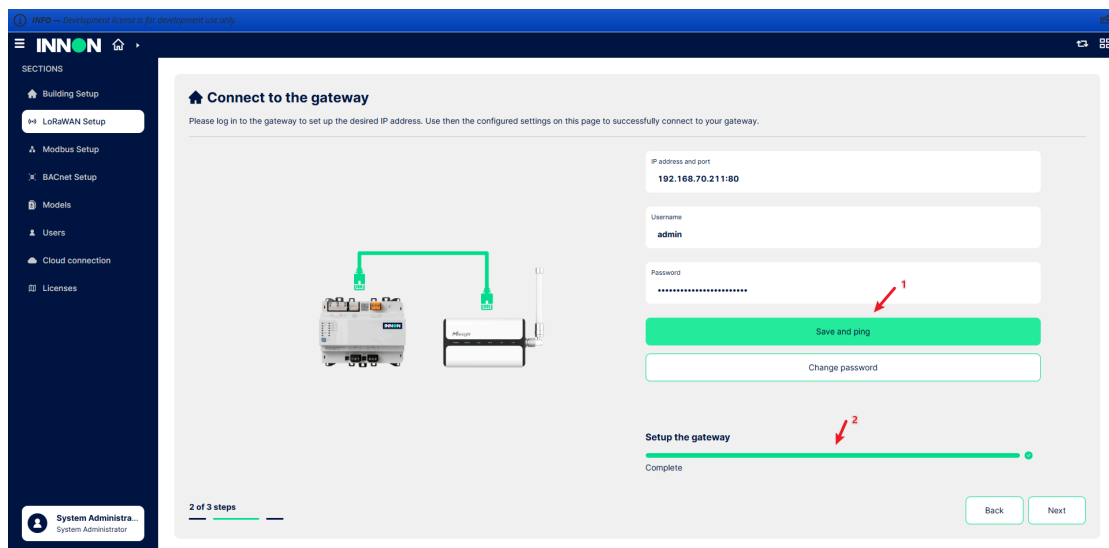 INFO — Development license is for development use only.
INNON
SECTIONS
Building Setup
LoRaWAN Setup
Modbus Setup
BACnet Setup
Models
Users
Cloud connection
Licenses
System Administra...
System Administrator
Connect to the gateway
Please log in to the gateway to set up the desired IP address. Use then the configured settings on this page to successfully connect to your gateway.
INNON
Milesight
IP address and port
192.168.70.211:80
Username
admin
Password
••••••••••••••••••••••••
1
Save and ping
Change password
2
Setup the gateway
Complete
2 of 3 steps
Back
Next